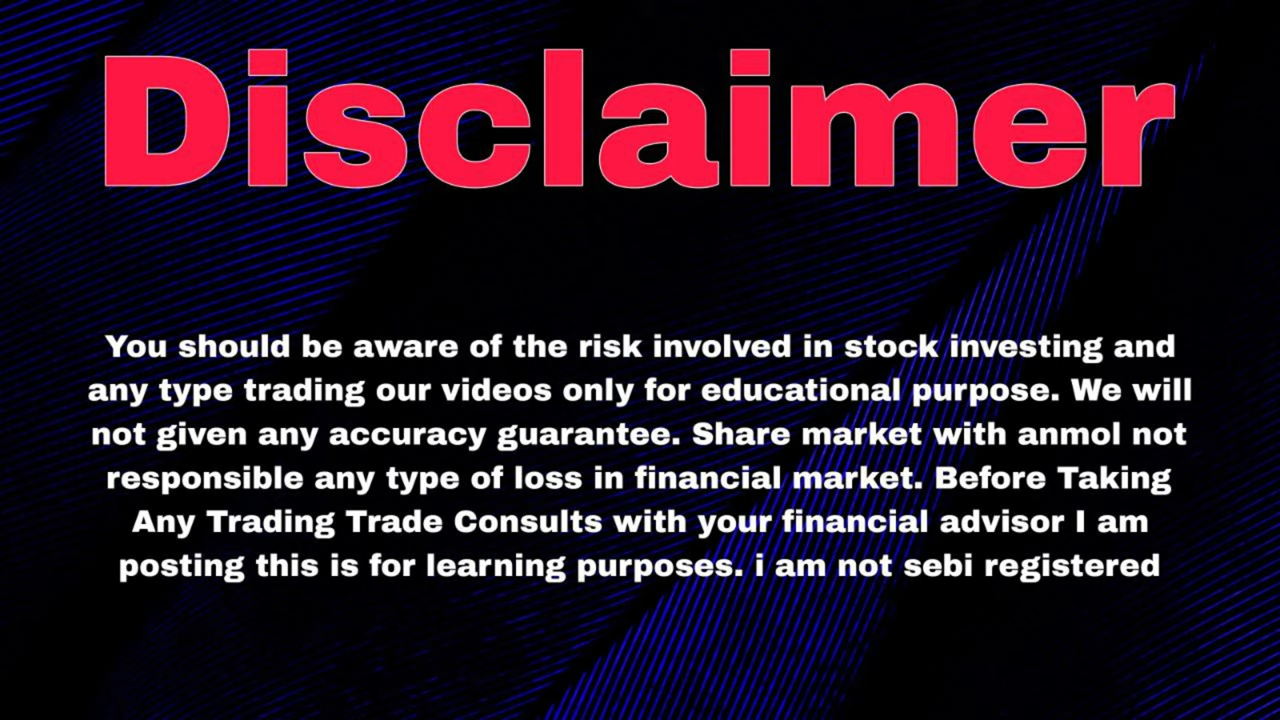 Disclaimer
You should be aware of the risk involved in stock investing and
any type trading our videos only for educational purpose. We will
not given any accuracy guarantee. Share market with anmol not
responsible any type of loss in financial market. Before Taking
Any Trading Trade Consults with your financial advisor I am
posting this is for learning purposes. i am not sebi registered